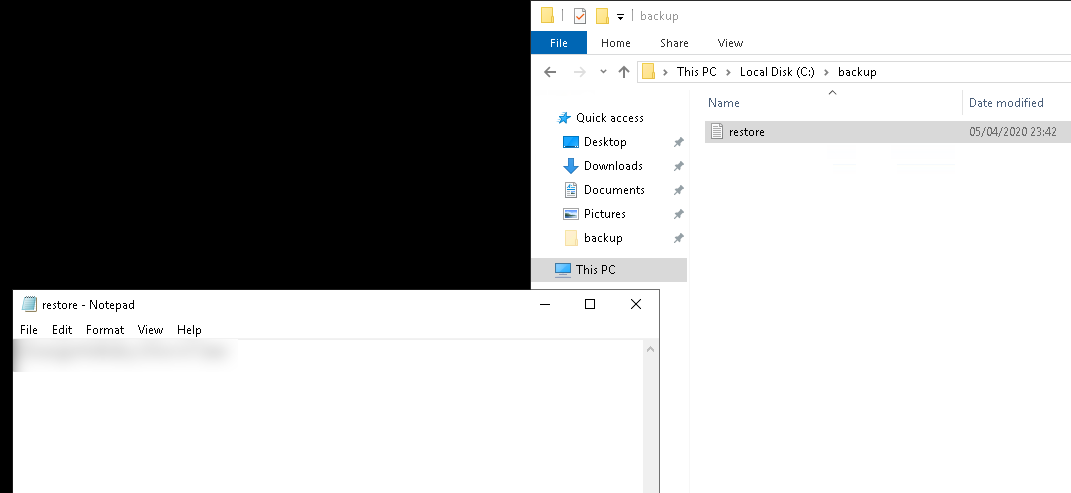 backup
File Home Share View
This PC Local Disk (C:) backup
Name Date modified
Quick access
Desktop
Downloads
Documents
Pictures
backup
This PC
restore 05/04/2020 23:42
restore - Notepad
File Edit Format View Help